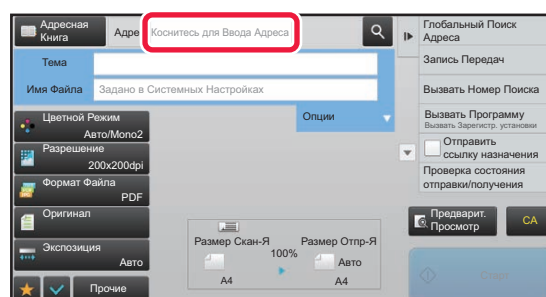 Адресная
Книга
Адре
Коснитесь для Ввода Адреса
Тема
Имя Файла
Задано в Системных Настройках
Опции
Цветной Режим
Авто/Mono2
Разрешение
200x200dpi
Формат Файла
PDF
Оригинал
Экспозиция
Авто
Прочие
Размер Скан-Я
100%
Размер Отпр-Я
Авто
A4
A4
Глобальный Поиск
Адреса
Запись Передач
Вызвать Номер Поиска
Вызвать Программу
Вызвать Зарегистр. установки
Отправить
ссылку назначения
Проверка состояния
отправки/получения
Предварит.
Просмотр
CA
Старт